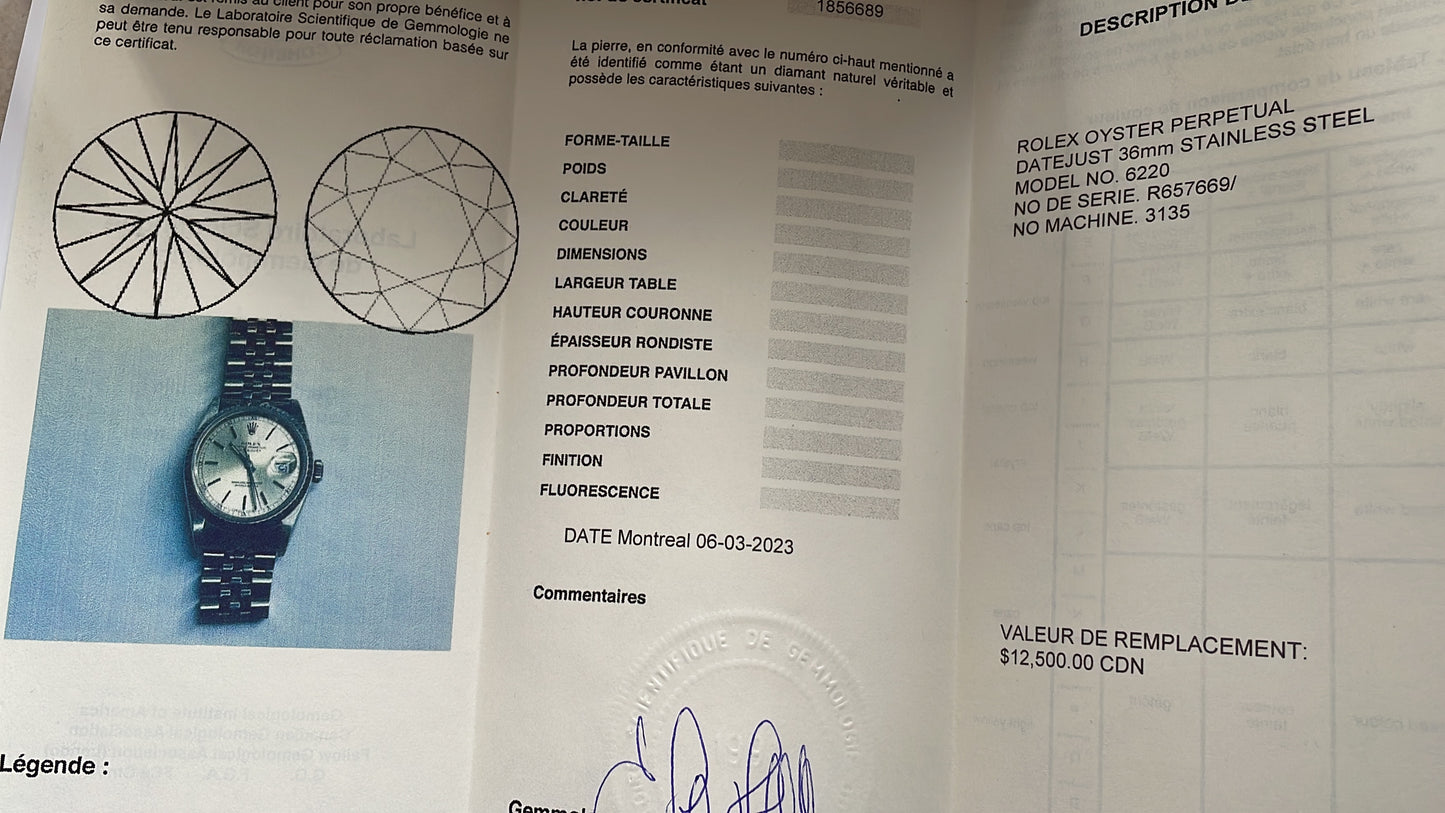 sa demande. Le Laboratoire Scientifique de Gemmologie ne
peut être tenu responsable pour toute réclamation basée sur
ce certificat.
ROLEX
Légende :
1856689
La pierre, en conformité avec le numéro ci-haut mentionné a
été identifié comme étant un diamant naturel véritable et
possède les caractéristiques suivantes :
FORME-TAILLE
POIDS
CLARETÉ
COULEUR
DIMENSIONS
LARGEUR TABLE
HAUTEUR COURONNE
ÉPAISSEUR RONDISTE
PROFONDEUR PAVILLON
PROFONDEUR TOTALE
PROPORTIONS
FINITION
FLUORESCENCE
DATE Montreal 06-03-2023
Commentaires
DE GEMMOLOGIE
DESCRIPTION
ROLEX OYSTER PERPETUAL
DATEJUST 36mm STAINLESS STEEL
MODEL NO. 6220
NO DE SERIE. R657669/
NO MACHINE. 3135
VALEUR DE REMPLACEMENT:
$12,500.00 CDN